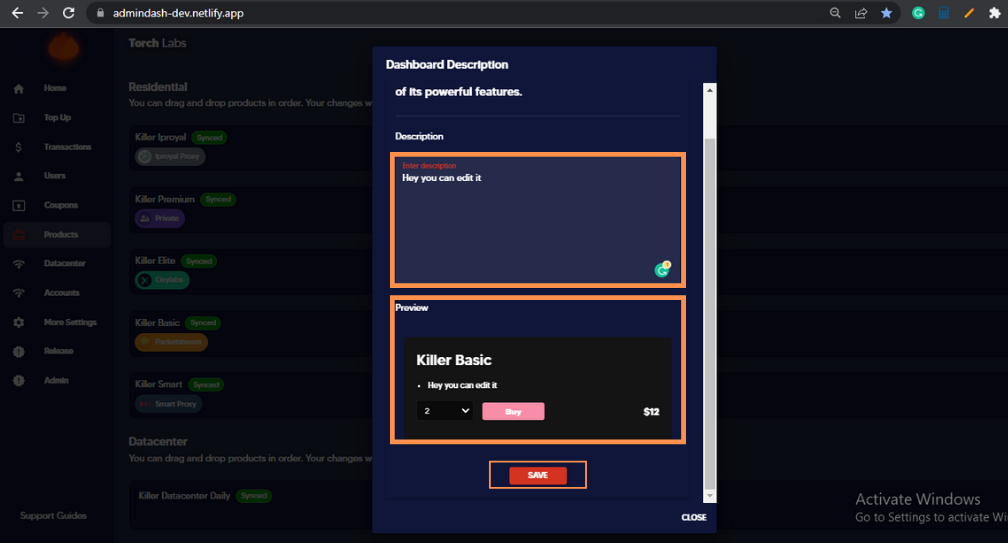 admindash-dev.netlify.app
Torch Labs
Home
Top Up
Transactions
Users
Coupons
Products
Datacenter
Accounts
More Settings
Release
Admin
Support Guides
Residential
You can drag and drop products in order. Your changes w
Killer Iproyal Synced
Iproyal Proxy
Killer Premium Synced
Private
Killer Elite Synced
Oxylabs
Killer Basic Synced
Packetstream
Killer Smart Synced
Smart Proxy
Datacenter
You can drag and drop products in order. Your changes w
Killer Datacenter Daily Synced
Dashboard Description
of its powerful features.
Description
Enter description
Hey you can edit it
Preview
Killer Basic
• Hey you can edit it
2 Buy $12
SAVE
CLOSE
Activate Windows
Go to Settings to activate Wi